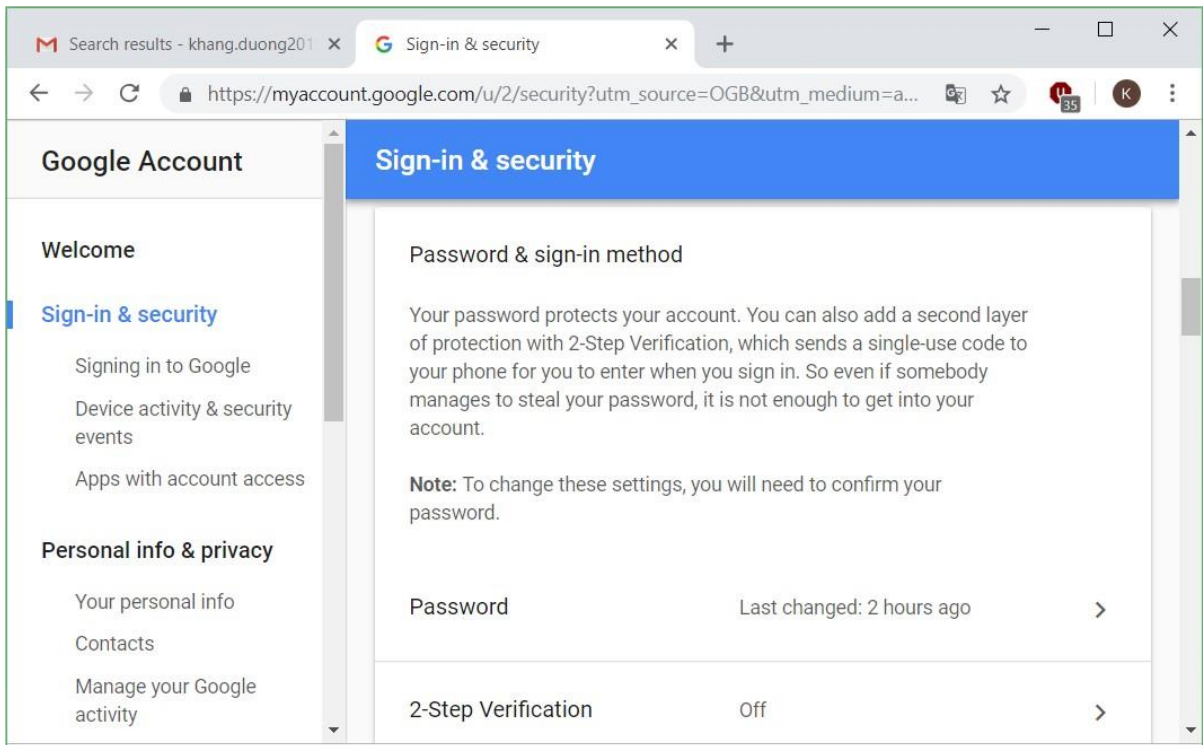 Search results - khang.duong201
Sign-in & security
https://myaccount.google.com/u/2/security?utm_source=OGB&utm_medium=a...
35
K
Google Account
Welcome
Sign-in & security
Signing in to Google
Device activity & security
events
Apps with account access
Personal info & privacy
Your personal info
Contacts
Manage your Google
activity
Sign-in & security
Password & sign-in method
Your password protects your account. You can also add a second layer
of protection with 2-Step Verification, which sends a single-use code to
your phone for you to enter when you sign in. So even if somebody
manages to steal your password, it is not enough to get into your
account.
Note: To change these settings, you will need to confirm your
password.
Password Last changed: 2 hours ago
2-Step Verification Off